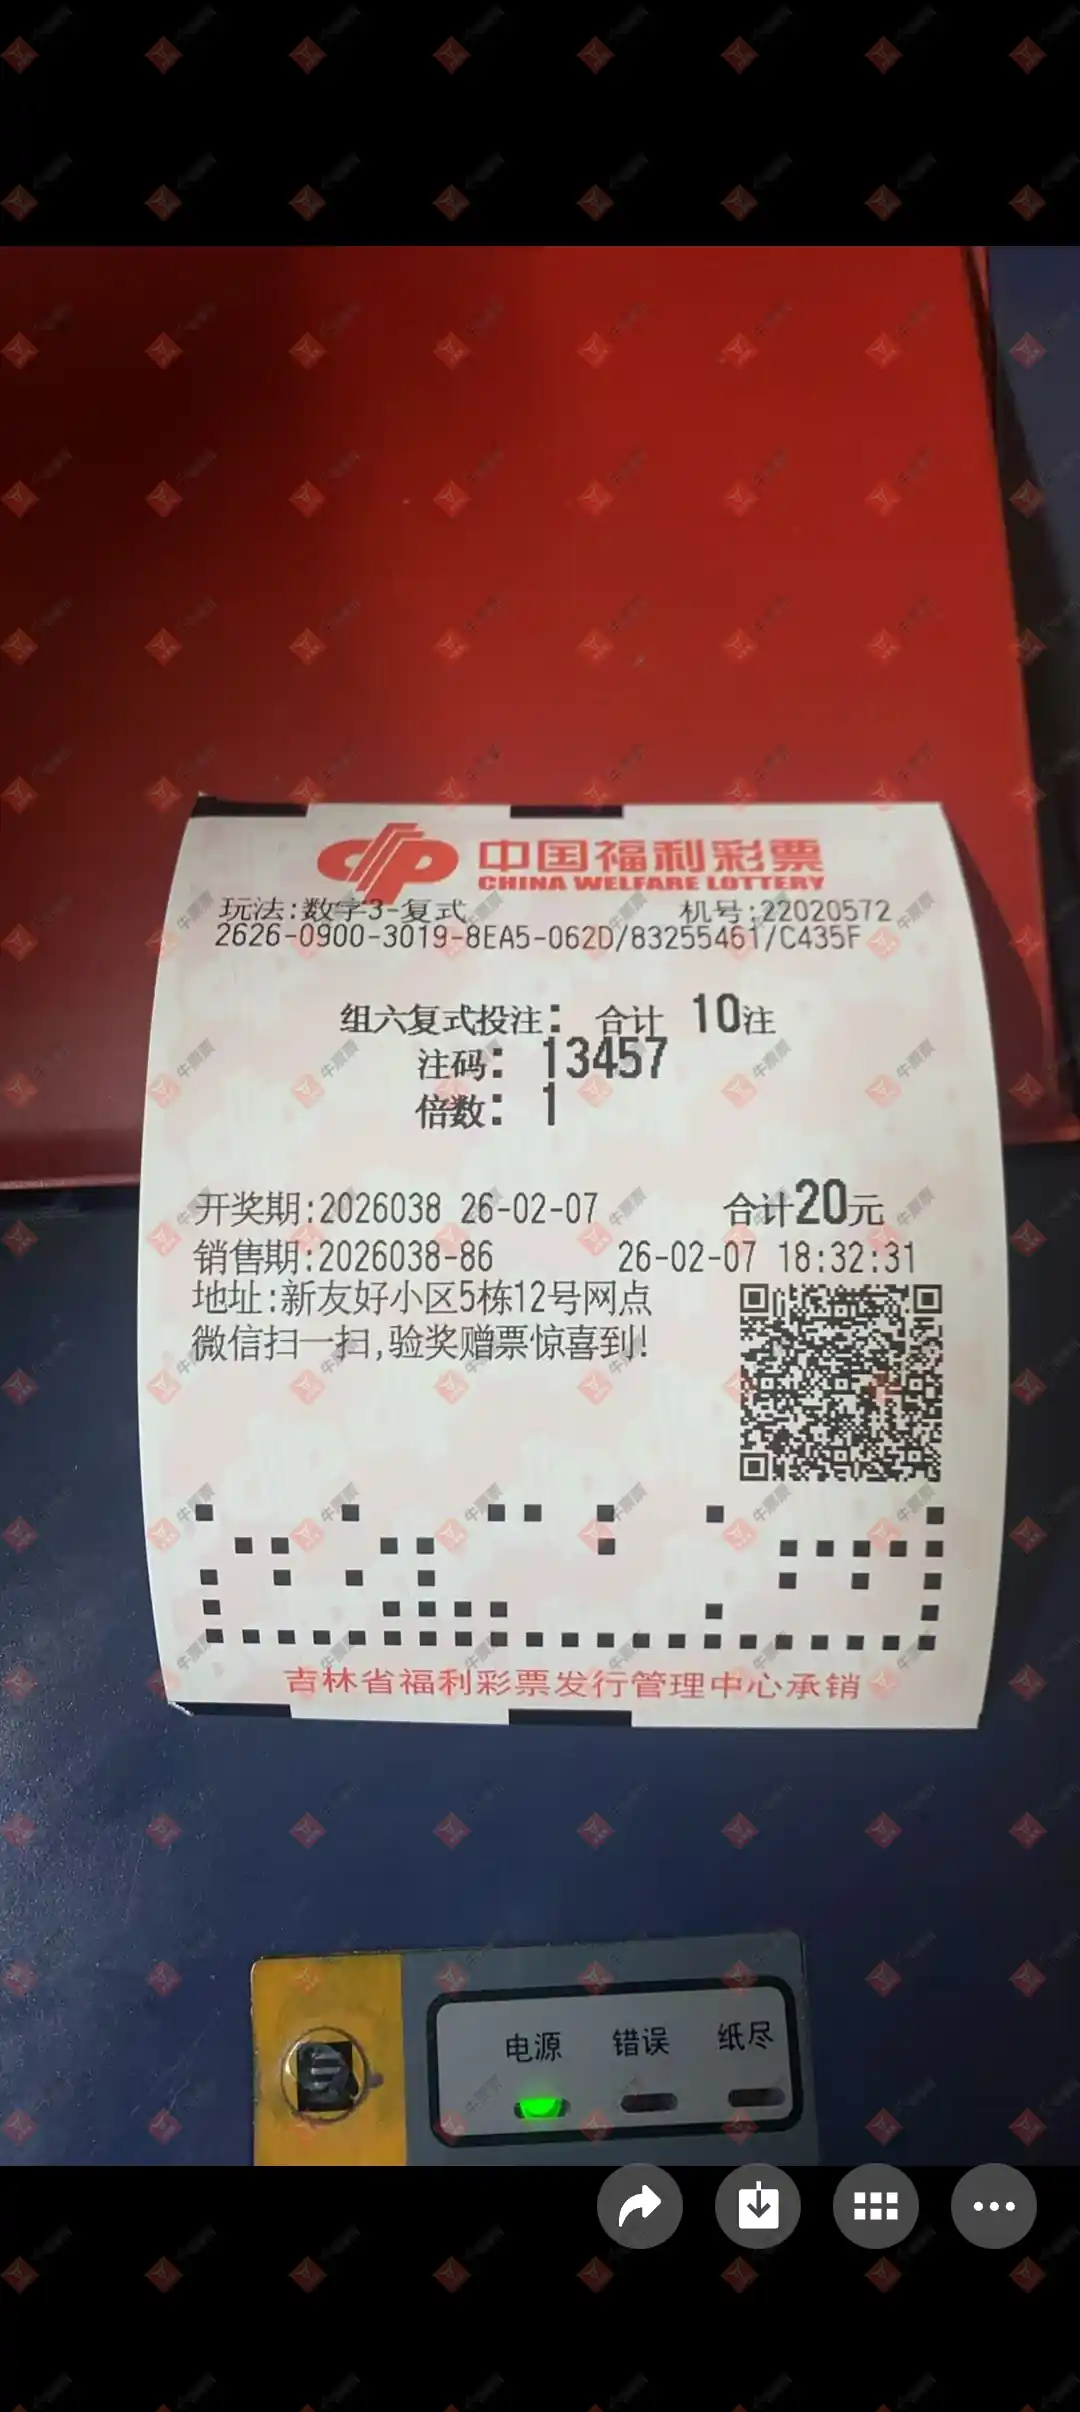 中国福利彩票
CHINA WELFARE LOTTERY
玩法:数字3-复式 机号:22020572
2626-0900-3019-8EA5-062D/83255461/C435F
组六复式投注: 合计 10注
注码: 13457
倍数: 1
开奖期:2026038 26-02-07 合计20元
销售期:2026038-86 26-02-07 18:32:31
地址:新友好小区5栋12号网点
微信扫一扫,验奖赠票惊喜到!
吉林省福利彩票发行管理中心承销
电源 错误 纸尽